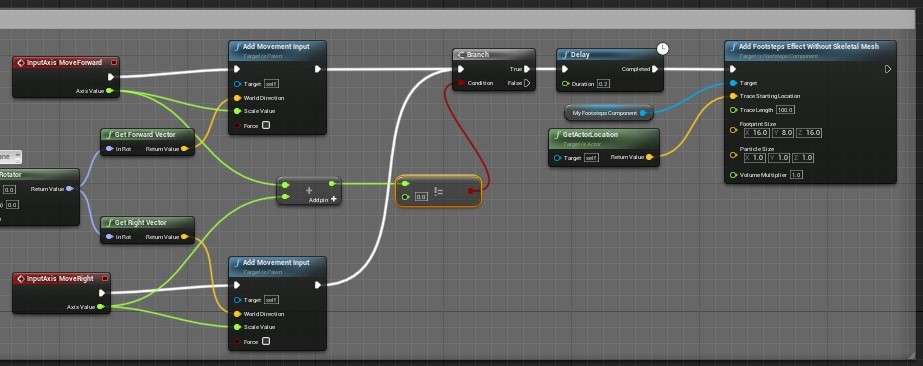 InputAxis MoveForward
Axis Value
Add Movement Input
Target is Pawn
Target self
World Direction
Scale Value
Force
Get Forward Vector
In Rot Return Value
Rotator
Return Value
0.0
0.0
Get Right Vector
In Rot Return Value
InputAxis MoveRight
Axis Value
Add Movement Input
Target is Pawn
Target self
World Direction
Scale Value
Force
+
Add pin +
0.0 !=
Branch
True
Condition False
Delay
Completed
Duration 0.2
My Footsteps Component
GetActorLocation
Target is Actor
Target self Return Value
Add Footsteps Effect Without Skeletal Mesh
Target is Footsteps Component
Target
Trace Starting Location
Trace Length 100.0
Footprint Size
X 16.0 Y 8.0 Z 16.0
Particle Size
X 1.0 Y 1.0 Z 1.0
Volume Multiplier 1.0